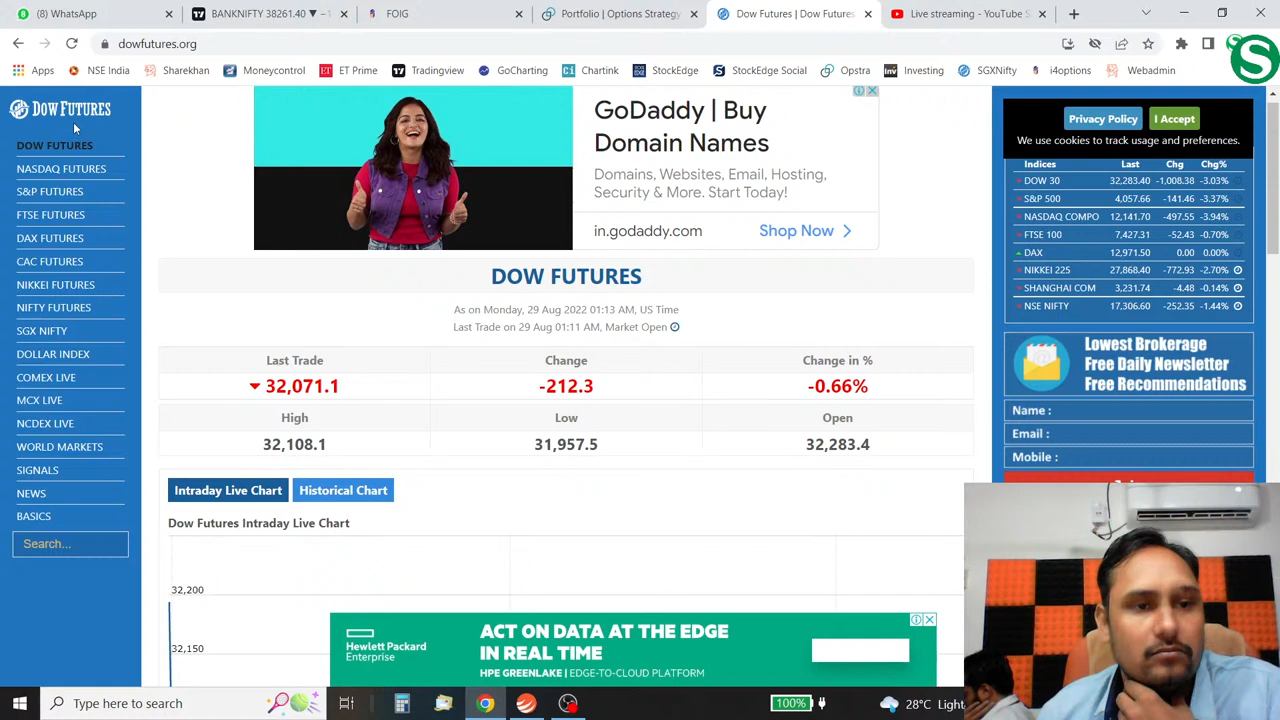 (8) WhatsApp
BANKNIFTY 38261.40 ▼ −1
FOIG
Portfolio | Options Strategy
Dow Futures | Dow Futures
Live streaming - YouTube S
dowfutures.org
Apps
NSE India
Sharekhan
Moneycontrol
ET Prime
Tradingview
GoCharting
Chartink
StockEdge
StockEdge Social
Opstra
Investing
SGXNifty
i4options
Webadmin
DOWFUTURES
DOW FUTURES
NASDAQ FUTURES
S&P FUTURES
FTSE FUTURES
DAX FUTURES
CAC FUTURES
NIKKEI FUTURES
NIFTY FUTURES
SGX NIFTY
DOLLAR INDEX
COMEX LIVE
MCX LIVE
NCDEX LIVE
WORLD MARKETS
SIGNALS
NEWS
BASICS
Search...
GoDaddy | Buy
Domain Names
Domains, Websites, Email, Hosting,
Security & More. Start Today!
in.godaddy.com
Shop Now
DOW FUTURES
As on Monday, 29 Aug 2022 01:13 AM, US Time
Last Trade on 29 Aug 01:11 AM, Market Open
Last Trade Change Change in %
32,071.1 -212.3 -0.66%
High Low Open
32,108.1 31,957.5 32,283.4
Intraday Live Chart
Historical Chart
Dow Futures Intraday Live Chart
32,200
32,150
Hewlett Packard
Enterprise
ACT ON DATA AT THE EDGE
IN REAL TIME
HPE GREENLAKE | EDGE-TO-CLOUD PLATFORM
S
Privacy Policy
I Accept
We use cookies to track usage and preferences.
Indices Last Chg Chg%
DOW 30 32,283.40 -1,008.38 -3.03%
S&P 500 4,057.66 -141.46 -3.37%
NASDAQ COMPO 12,141.70 -497.55 -3.94%
FTSE 100 7,427.31 -52.43 -0.70%
DAX 12,971.50 0.00 0.00%
NIKKEI 225 27,868.40 -772.93 -2.70%
SHANGHAI COM 3,231.74 -4.48 -0.14%
NSE NIFTY 17,306.60 -252.35 -1.44%
Lowest Brokerage
Free Daily Newsletter
Free Recommendations
Name :
Email :
Mobile :
Type here to search
100%
28°C Light